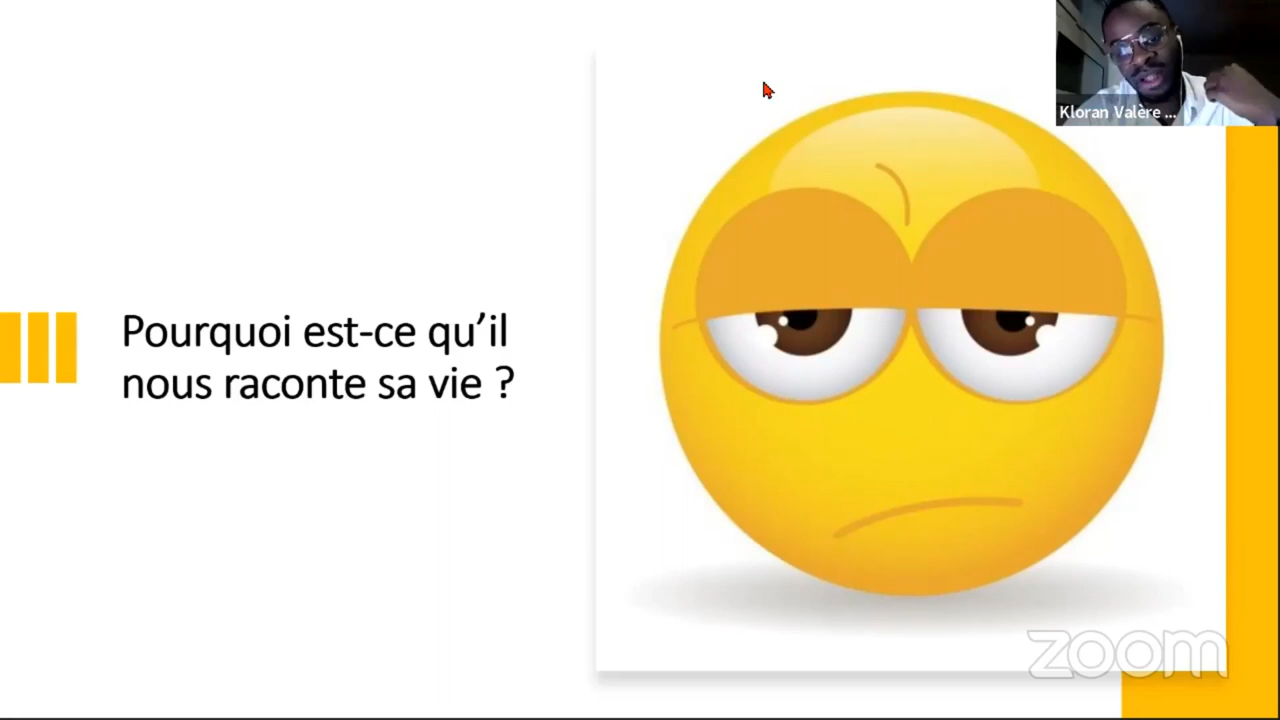 Kloran Valère ...
Pourquoi est-ce qu’il
nous raconte sa vie ?
zoom